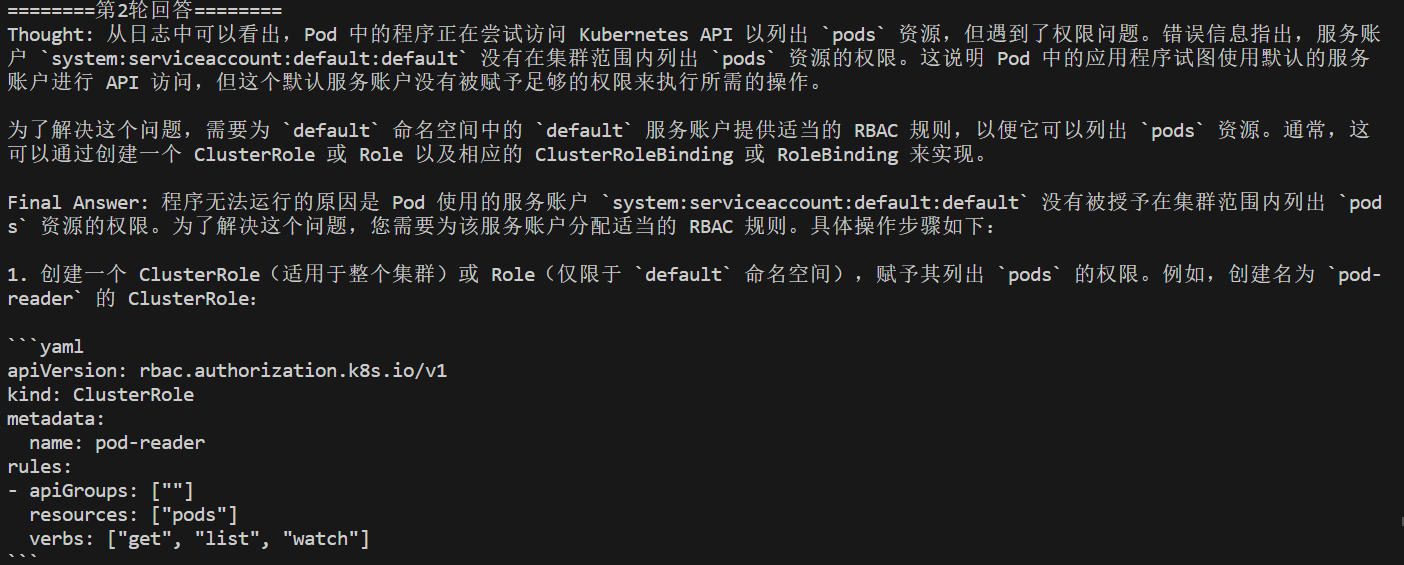 ========第2轮回答========
Thought: 从日志中可以看出，Pod 中的程序正在尝试访问 Kubernetes API 以列出 `pods` 资源，但遇到了权限问题。错误信息指出，服务账
户 `system:serviceaccount:default:default` 没有在集群范围内列出 `pods` 资源的权限。这说明 Pod 中的应用程序试图使用默认的服务
账户进行 API 访问，但这个默认服务账户没有被赋予足够的权限来执行所需的操作。
为了解决这个问题，需要为 `default` 命名空间中的 `default` 服务账户提供适当的 RBAC 规则，以便它可以列出 `pods` 资源。通常，这
可以通过创建一个 ClusterRole 或 Role 以及相应的 ClusterRoleBinding 或 RoleBinding 来实现。
Final Answer: 程序无法运行的原因是 Pod 使用的服务账户 `system:serviceaccount:default:default` 没有被授予在集群范围内列出 `pod
s` 资源的权限。为了解决这个问题，您需要为该服务账户分配适当的 RBAC 规则。具体操作步骤如下：
1. 创建一个 ClusterRole（适用于整个集群）或 Role（仅限于 `default` 命名空间），赋予其列出 `pods` 的权限。例如，创建名为 `pod-
reader` 的 ClusterRole：
```yaml
apiVersion: rbac.authorization.k8s.io/v1
kind: ClusterRole
metadata:
  name: pod-reader
rules:
- apiGroups: [""]
  resources: ["pods"]
  verbs: ["get", "list", "watch"]
```